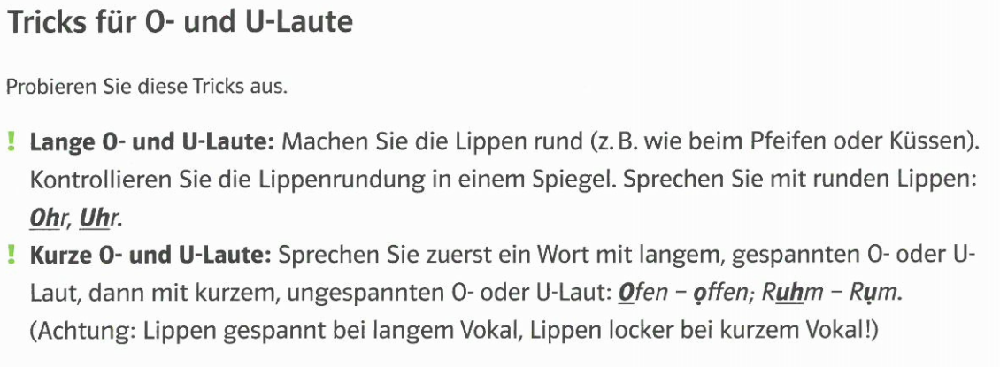 Tricks für O- und U-Laute
Probieren Sie diese Tricks aus.
! Lange O- und U-Laute: Machen Sie die Lippen rund (z. B. wie beim Pfeifen oder Küssen).
Kontrollieren Sie die Lippenrundung in einem Spiegel. Sprechen Sie mit runden Lippen:
Ohr, Uhr.
! Kurze O- und U-Laute: Sprechen Sie zuerst ein Wort mit langem, gespannten O- oder U-
Laut, dann mit kurzem, ungespannten O- oder U-Laut: Ofen – ọffen; Ruhm – Rụm.
(Achtung: Lippen gespannt bei langem Vokal, Lippen locker bei kurzem Vokal!)